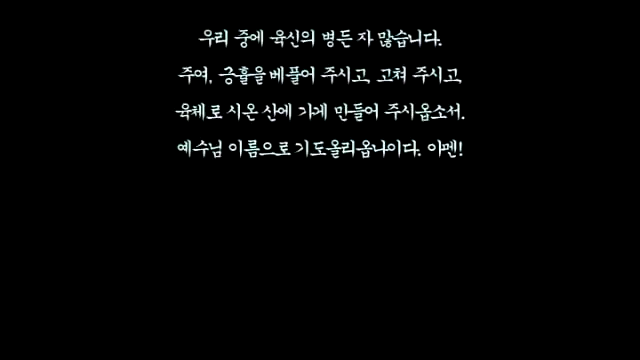 우리 중에 육신의 병든 자 많습니다.
주여, 긍휼을 베풀어 주시고, 고쳐 주시고,
육체로 시온 산에 가게 만들어 주시옵소서.
예수님 이름으로 기도올리옵나이다. 아멘!